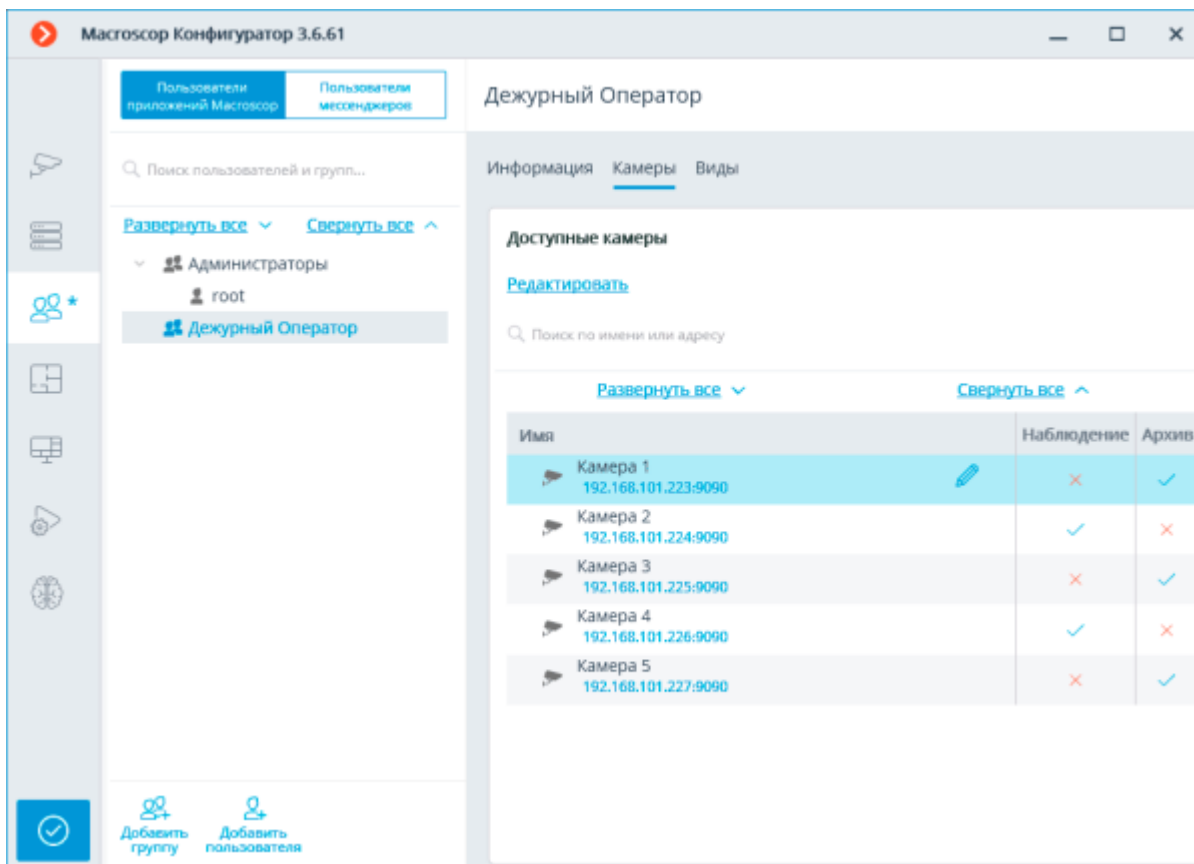 Macroscop Конфигуратор 3.6.61
Пользователи приложений Macroscop
Пользователи мессенджеров
Поиск пользователей и групп...
Развернуть все
Свернуть все
Администраторы
root
Дежурный Оператор
Добавить группу
Добавить пользователя
Дежурный Оператор
Информация Камеры Виды
Доступные камеры
Редактировать
Поиск по имени или адресу
Развернуть все
Свернуть все
Имя Наблюдение Архив
Камера 1
192.168.101.223:9090
Камера 2
192.168.101.224:9090
Камера 3
192.168.101.225:9090
Камера 4
192.168.101.226:9090
Камера 5
192.168.101.227:9090